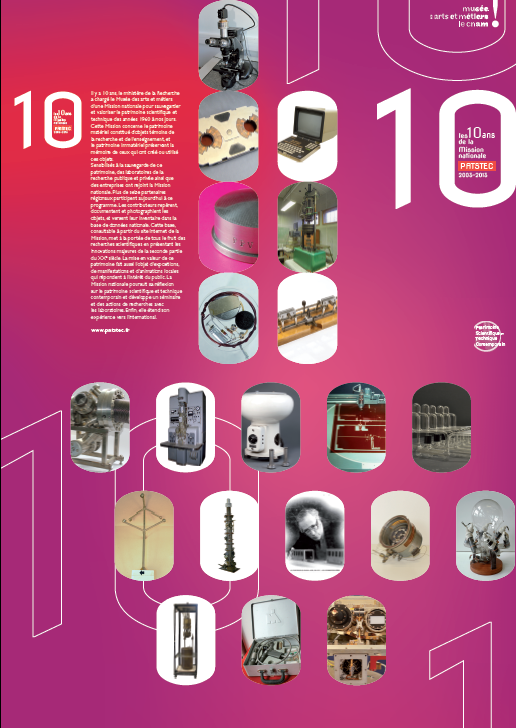 musée
arts et métiers
le cnam
10
les 10 ans
de la
Mission
nationale
PATSTEC
Il y a 10 ans, le ministère de la Recherche
a chargé le Musée des arts et métiers
d'une Mission nationale pour sauvegarder
et valoriser le patrimoine scientifique et
technique des années 1960 à nos jours.
Cette Mission concerne le patrimoine
matériel constitué d'objets témoins de
la recherche et de l'enseignement, et
le patrimoine immatériel préservant la
mémoire de ceux qui ont créé ou utilisé
ces objets.
Sensibilisés à la sauvegarde de ce
patrimoine, des laboratoires de la
recherche publique et privée ainsi que
des entreprises ont rejoint la Mission
nationale. Plus de seize partenaires
régionaux participent aujourd'hui à ce
programme. Les contributeurs repèrent,
documentent et photographient les
objets, et versent leur inventaire dans la
base de données nationale. Cette base,
consultable à partir du site internet de la
Mission, met à la portée de tous le fruit des
recherches scientifiques en présentant les
innovations majeures de la seconde partie
du XXe siècle. La mise en valeur de ce
patrimoine fait aussi l'objet d'expositions,
de manifestations et d'animations locales
qui répondent à l'intérêt du public. La
Mission nationale poursuit sa réflexion
sur le patrimoine scientifique et technique
contemporain et développe un séminaire
et des actions de recherches avec
les laboratoires. Enfin, elle étend son
expérience vers l'international.
www.patstec.fr
10
les 10 ans
de la
Mission
nationale
PATSTEC
2003-2013
Patrimoine
Scientifique
Technique
Contemporain
10
1